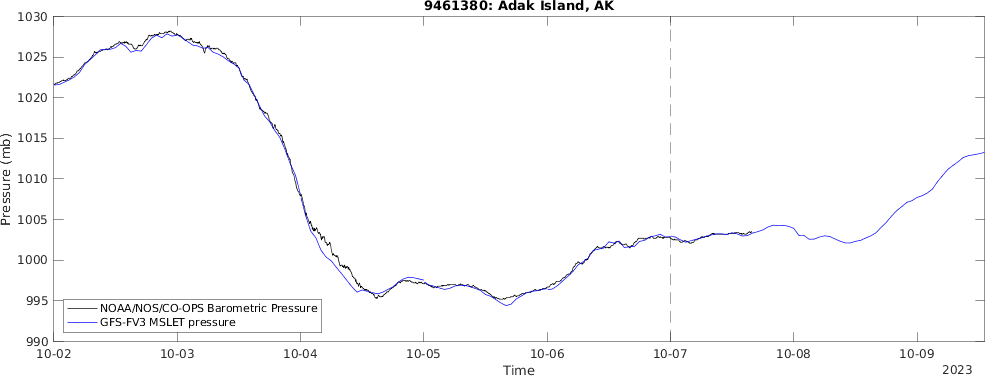 9461380: Adak Island, AK
1030
1025
1020
1015
1010
1005
1000
995
990
Pressure (mb)
NOAA/NOS/CO-OPS Barometric Pressure
GFS-FV3 MSLET pressure
10-02 10-03 10-04 10-05 10-06 10-07 10-08 10-09
Time
2023